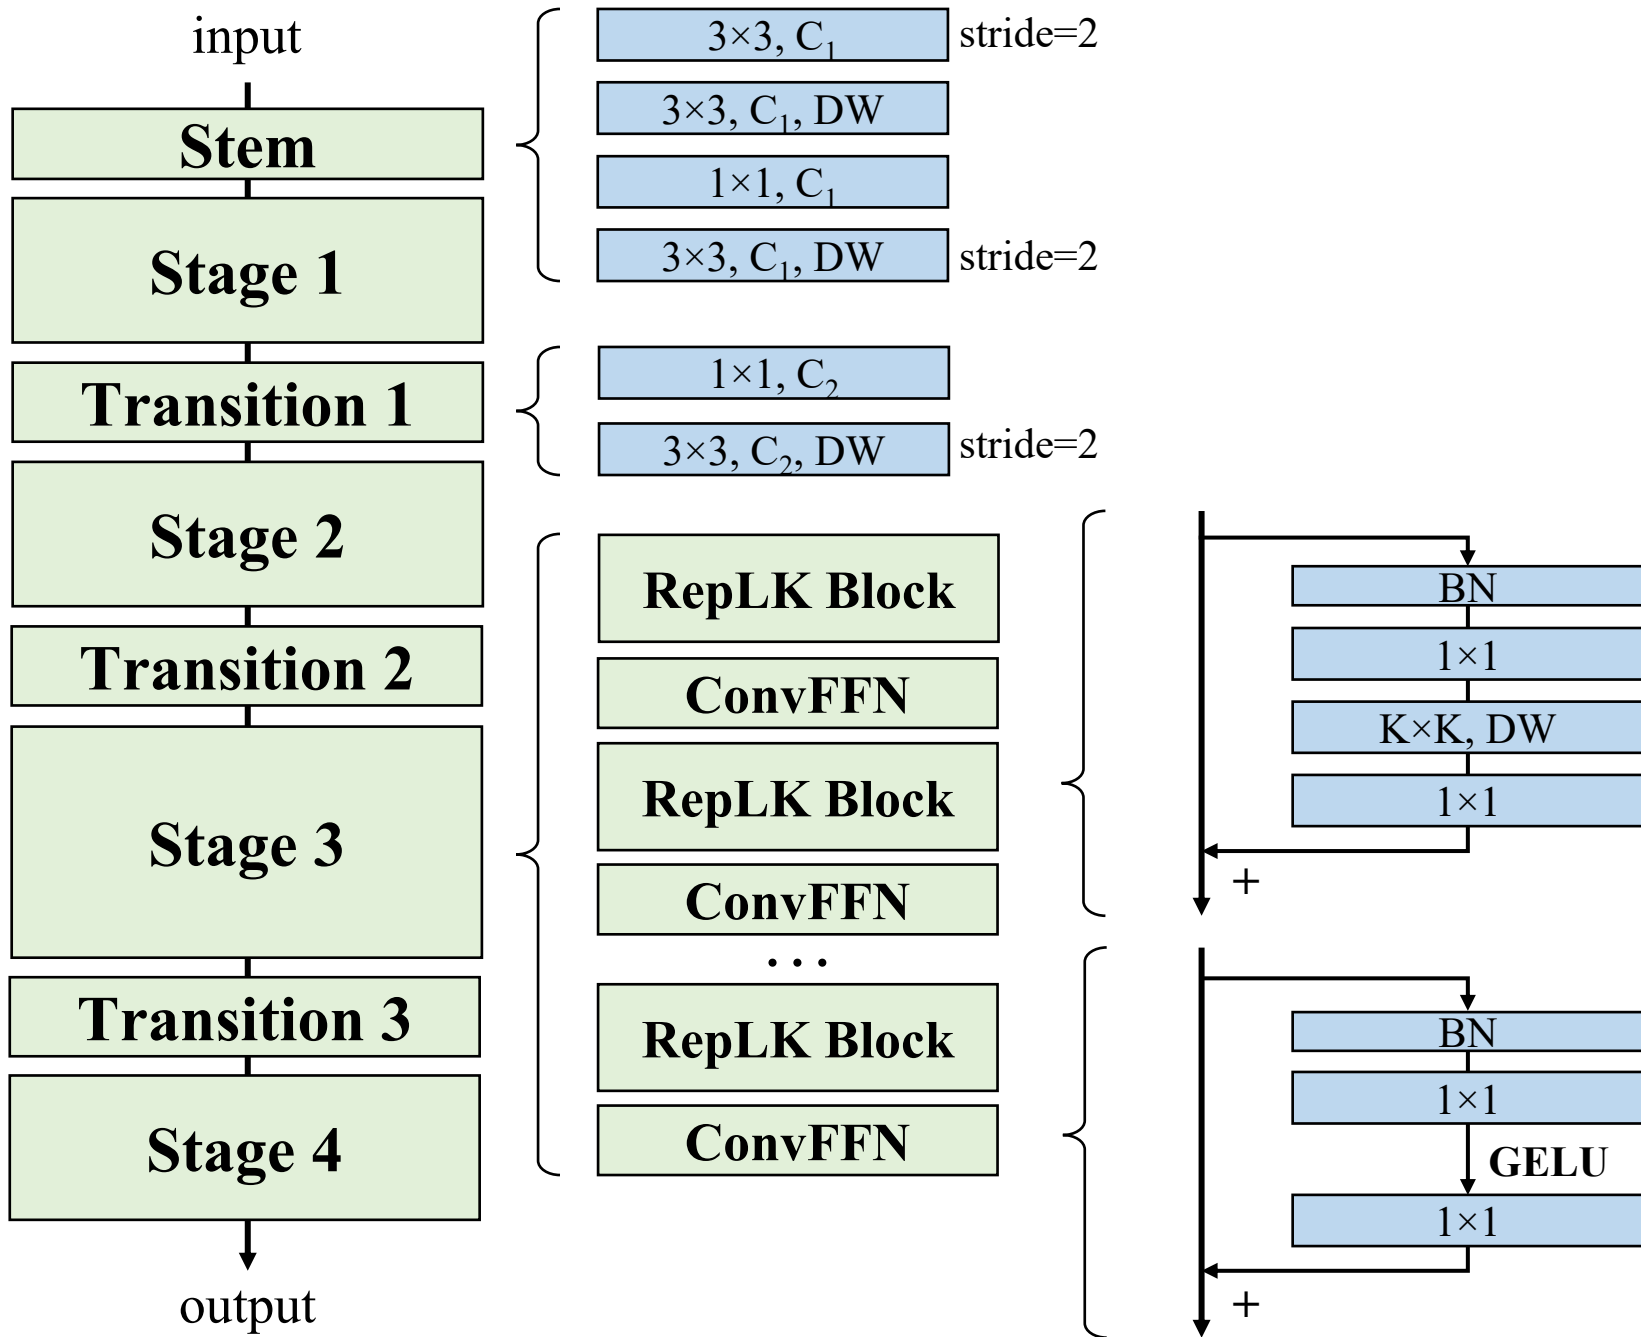 input
Stem
Stage 1
Transition 1
Stage 2
Transition 2
Stage 3
Transition 3
Stage 4
output
3×3, C₁ stride=2
3×3, C₁, DW
1×1, C₁
3×3, C₁, DW stride=2
1×1, C₂
3×3, C₂, DW stride=2
RepLK Block
ConvFFN
RepLK Block
ConvFFN
...
RepLK Block
ConvFFN
BN
1×1
K×K, DW
1×1
+
BN
1×1
GELU
1×1
+